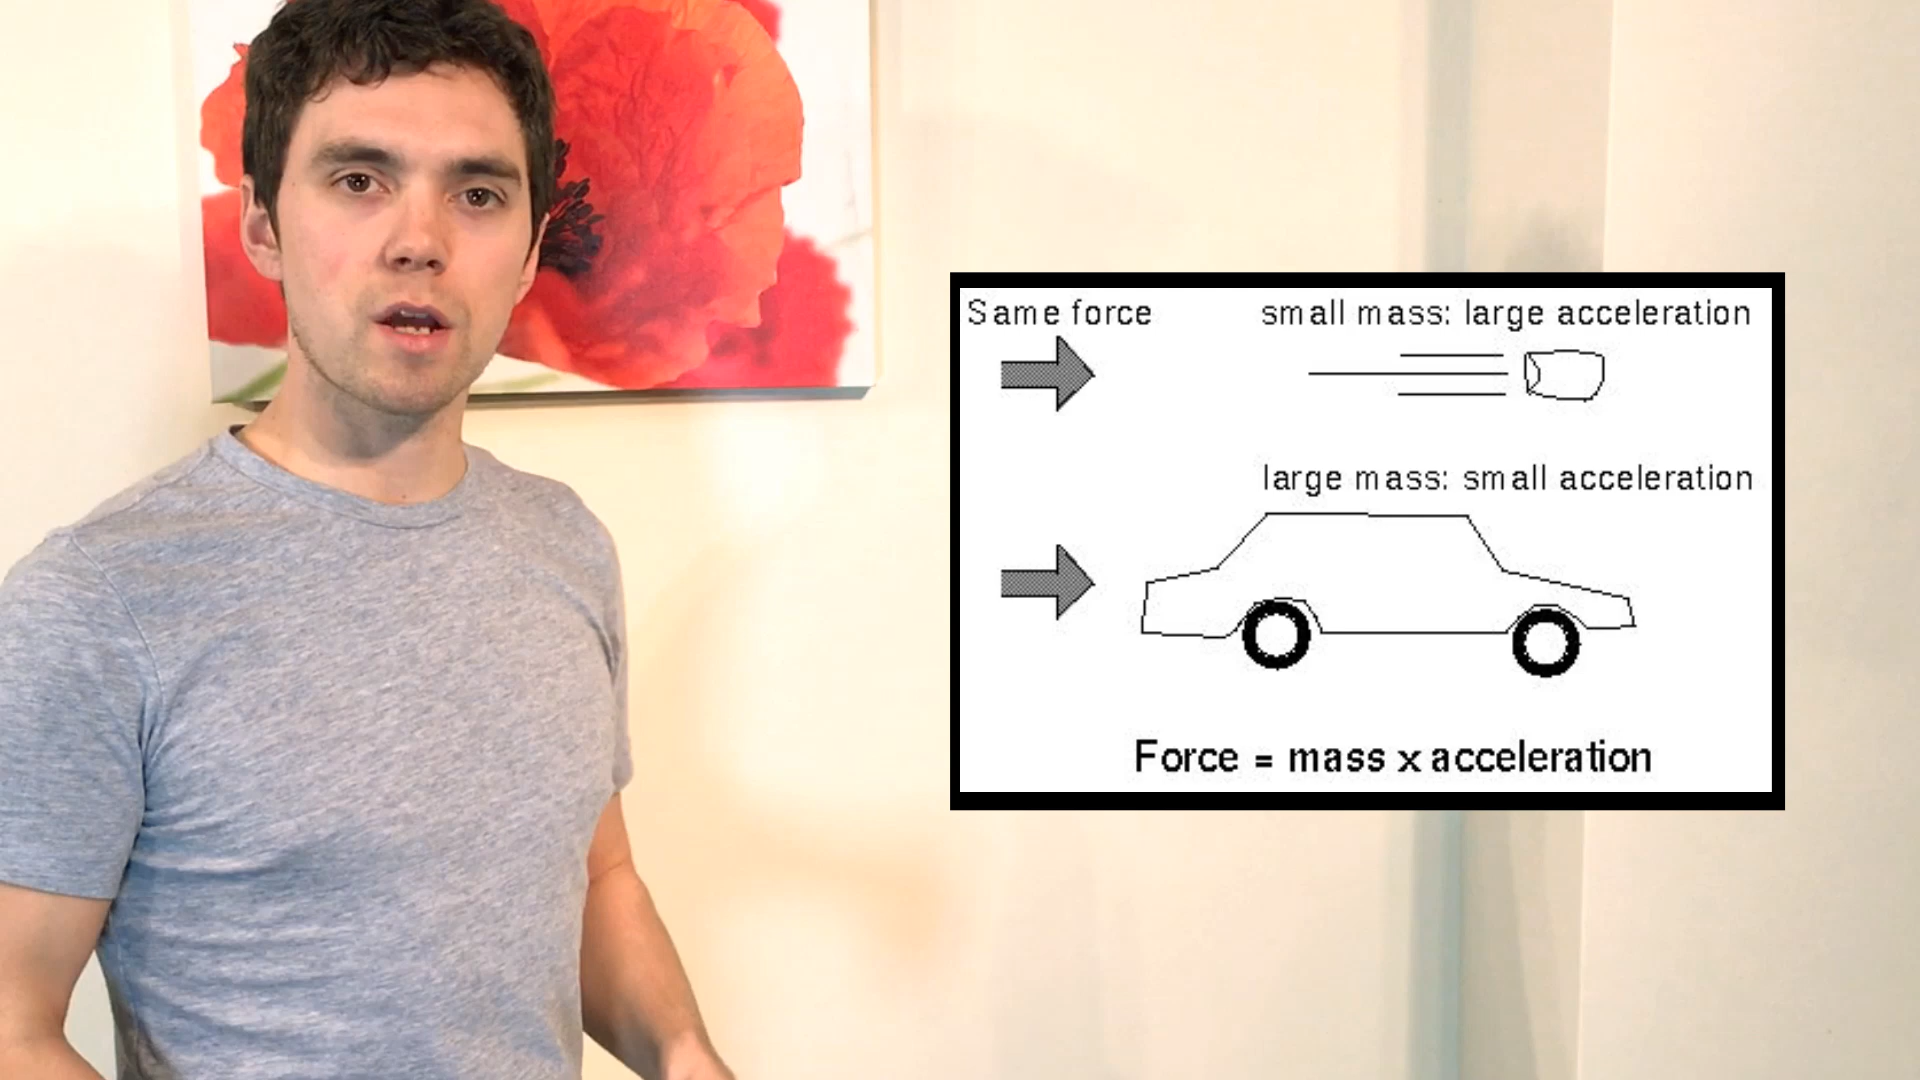 Same force
small mass: large acceleration
large mass: small acceleration
Force = mass x acceleration